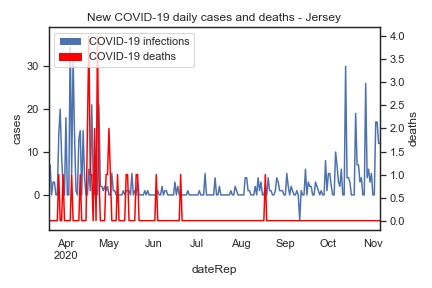 New COVID-19 daily cases and deaths - Jersey
COVID-19 infections
COVID-19 deaths
30
20
10
0
cases
4.0
3.5
3.0
2.5
2.0
1.5
1.0
0.5
0.0
deaths
Apr May Jun Jul Aug Sep Oct Nov
2020
dateRep